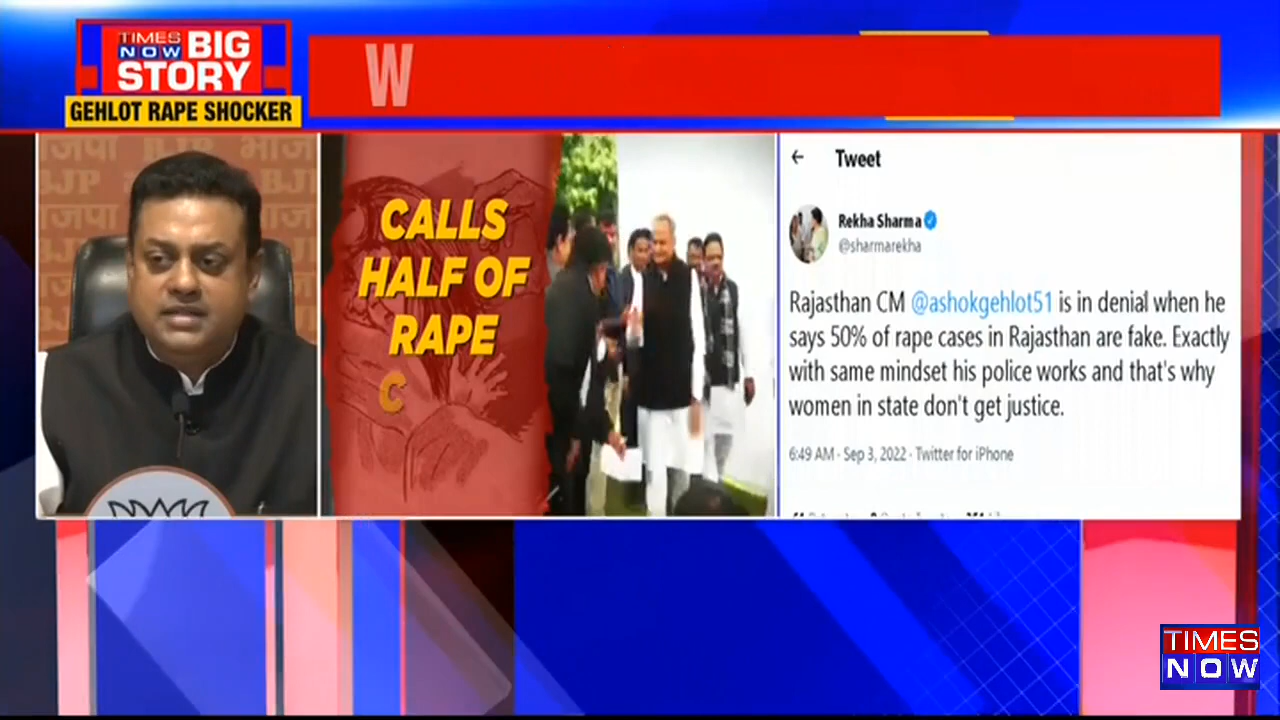 TIMES
NOW
BIG
STORY
GEHLOT RAPE SHOCKER
W
BJP
भाजपा
BJP
CALLS
HALF OF
RAPE
C
← Tweet
Rekha Sharma
@sharmarekha
Rajasthan CM @ashokgehlot51 is in denial when he
says 50% of rape cases in Rajasthan are fake. Exactly
with same mindset his police works and that's why
women in state don't get justice.
6:49 AM · Sep 3, 2022 · Twitter for iPhone
TIMES
NOW